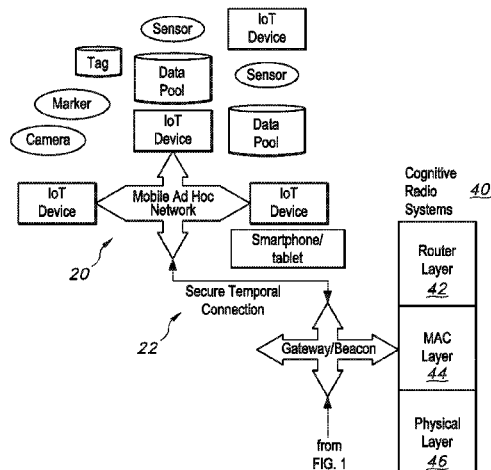 Sensor
IoT
Device
Tag
Data
Pool
Sensor
Marker
Camera
IoT
Device
Data
Pool
IoT
Device
Mobile Ad Hoc
Network
IoT
Device
Smartphone/
tablet
20
Secure Temporal
Connection
22
Gateway/Beacon
from
FIG. 1
Cognitive
Radio
Systems
40
Router
Layer
42
MAC
Layer
44
Physical
Layer
46